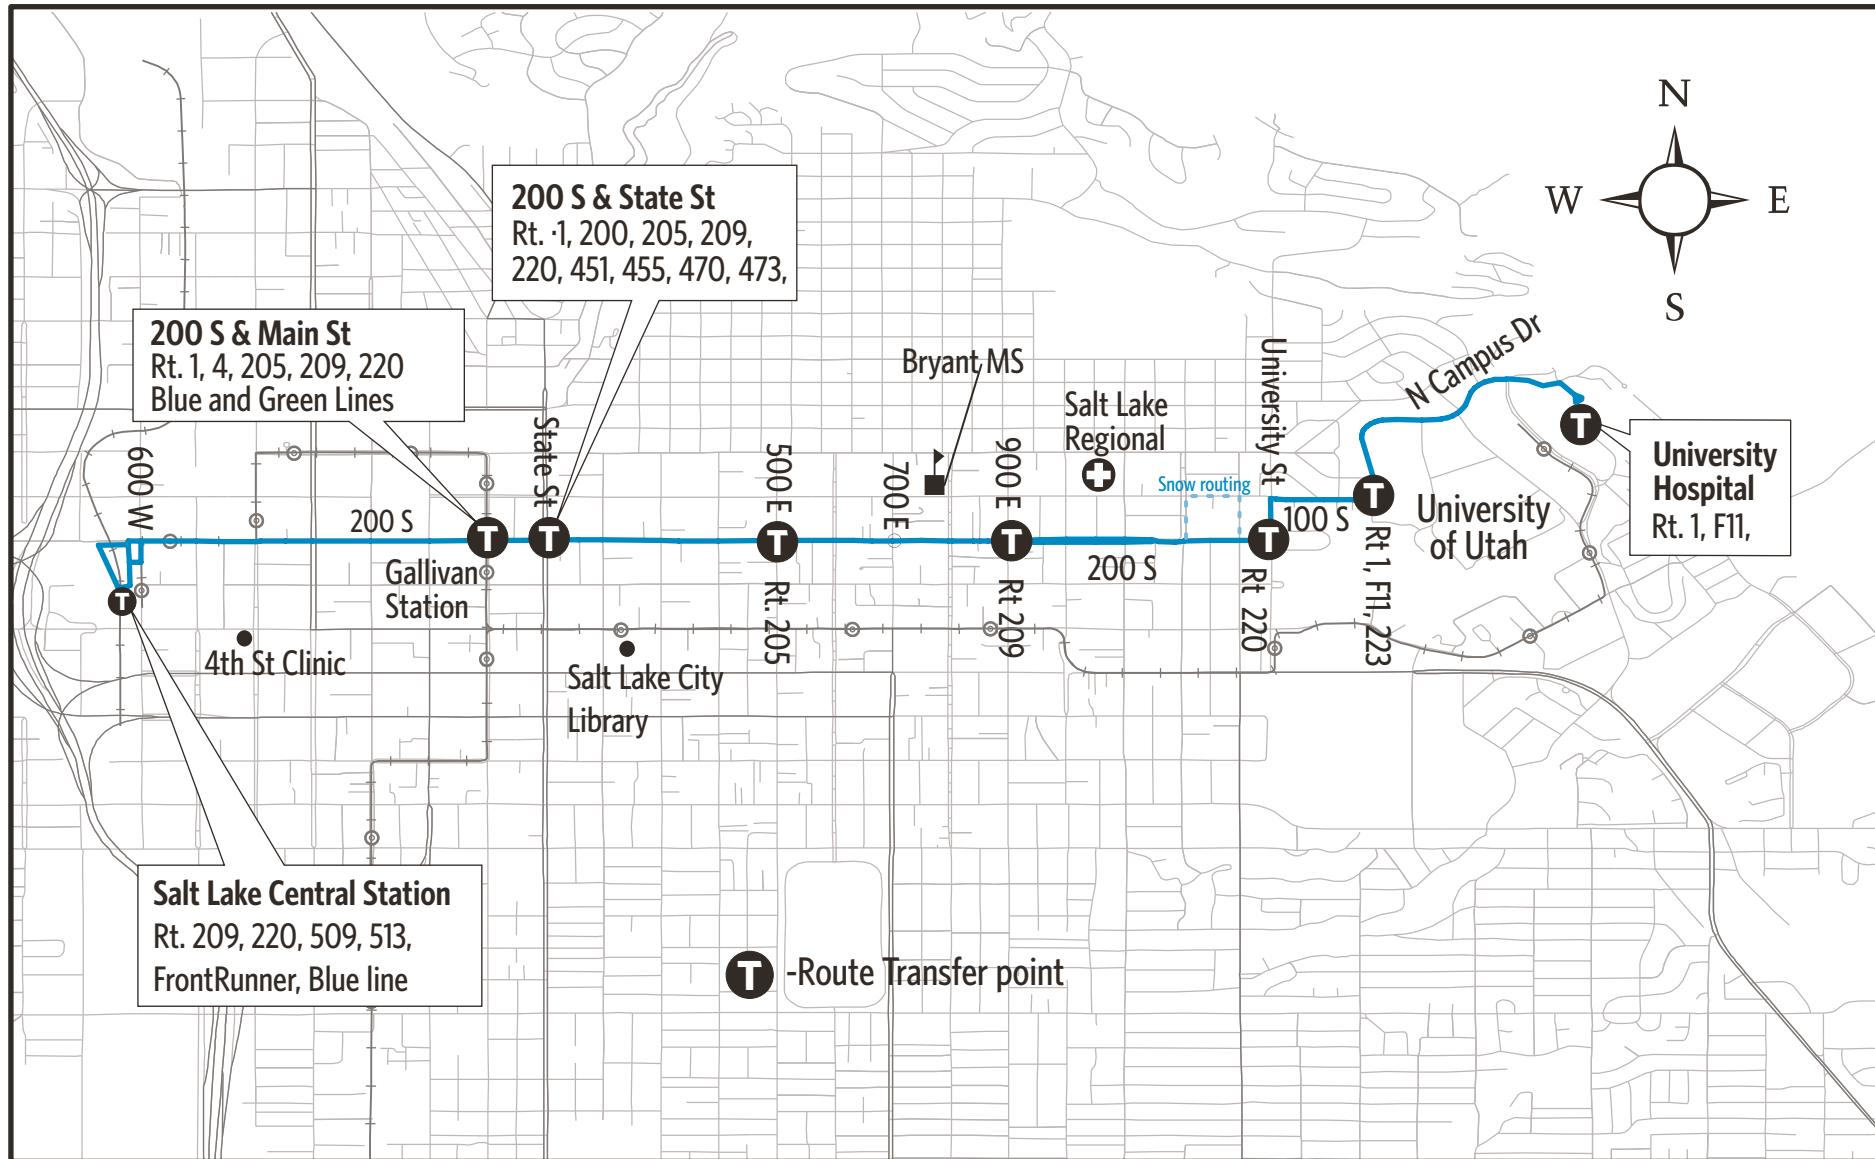 N
W
E
S
200 S & State St
Rt. ·1, 200, 205, 209,
220, 451, 455, 470, 473,
200 S & Main St
Rt. 1, 4, 205, 209, 220
Blue and Green Lines
Bryant MS
Salt Lake
Regional
University St
N Campus Dr
University
Hospital
Rt. 1, F11,
600 W
200 S
State St
500 E
700 E
900 E
Snow routing
100 S
University
of Utah
T
T
T
T
T
T
T
T
Gallivan
Station
200 S
Rt. 205
Rt 209
Rt 220
Rt 1, F11, 223
4th St Clinic
Salt Lake City
Library
Salt Lake Central Station
Rt. 209, 220, 509, 513,
FrontRunner, Blue line
T -Route Transfer point